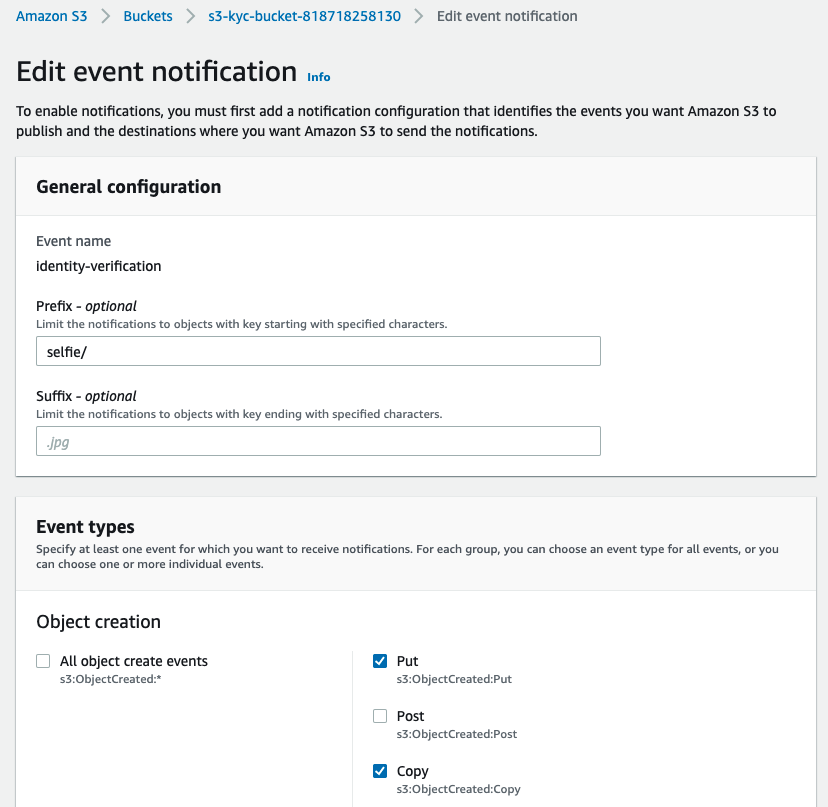 Amazon S3 > Buckets > s3-kyc-bucket-818718258130 > Edit event notification
Edit event notification Info
To enable notifications, you must first add a notification configuration that identifies the events you want Amazon S3 to
publish and the destinations where you want Amazon S3 to send the notifications.
General configuration
Event name
identity-verification
Prefix - optional
Limit the notifications to objects with key starting with specified characters.
selfie/
Suffix - optional
Limit the notifications to objects with key ending with specified characters.
.jpg
Event types
Specify at least one event for which you want to receive notifications. For each group, you can choose an event type for all events, or you
can choose one or more individual events.
Object creation
All object create events
s3:ObjectCreated:*
Put
s3:ObjectCreated:Put
Post
s3:ObjectCreated:Post
Copy
s3:ObjectCreated:Copy